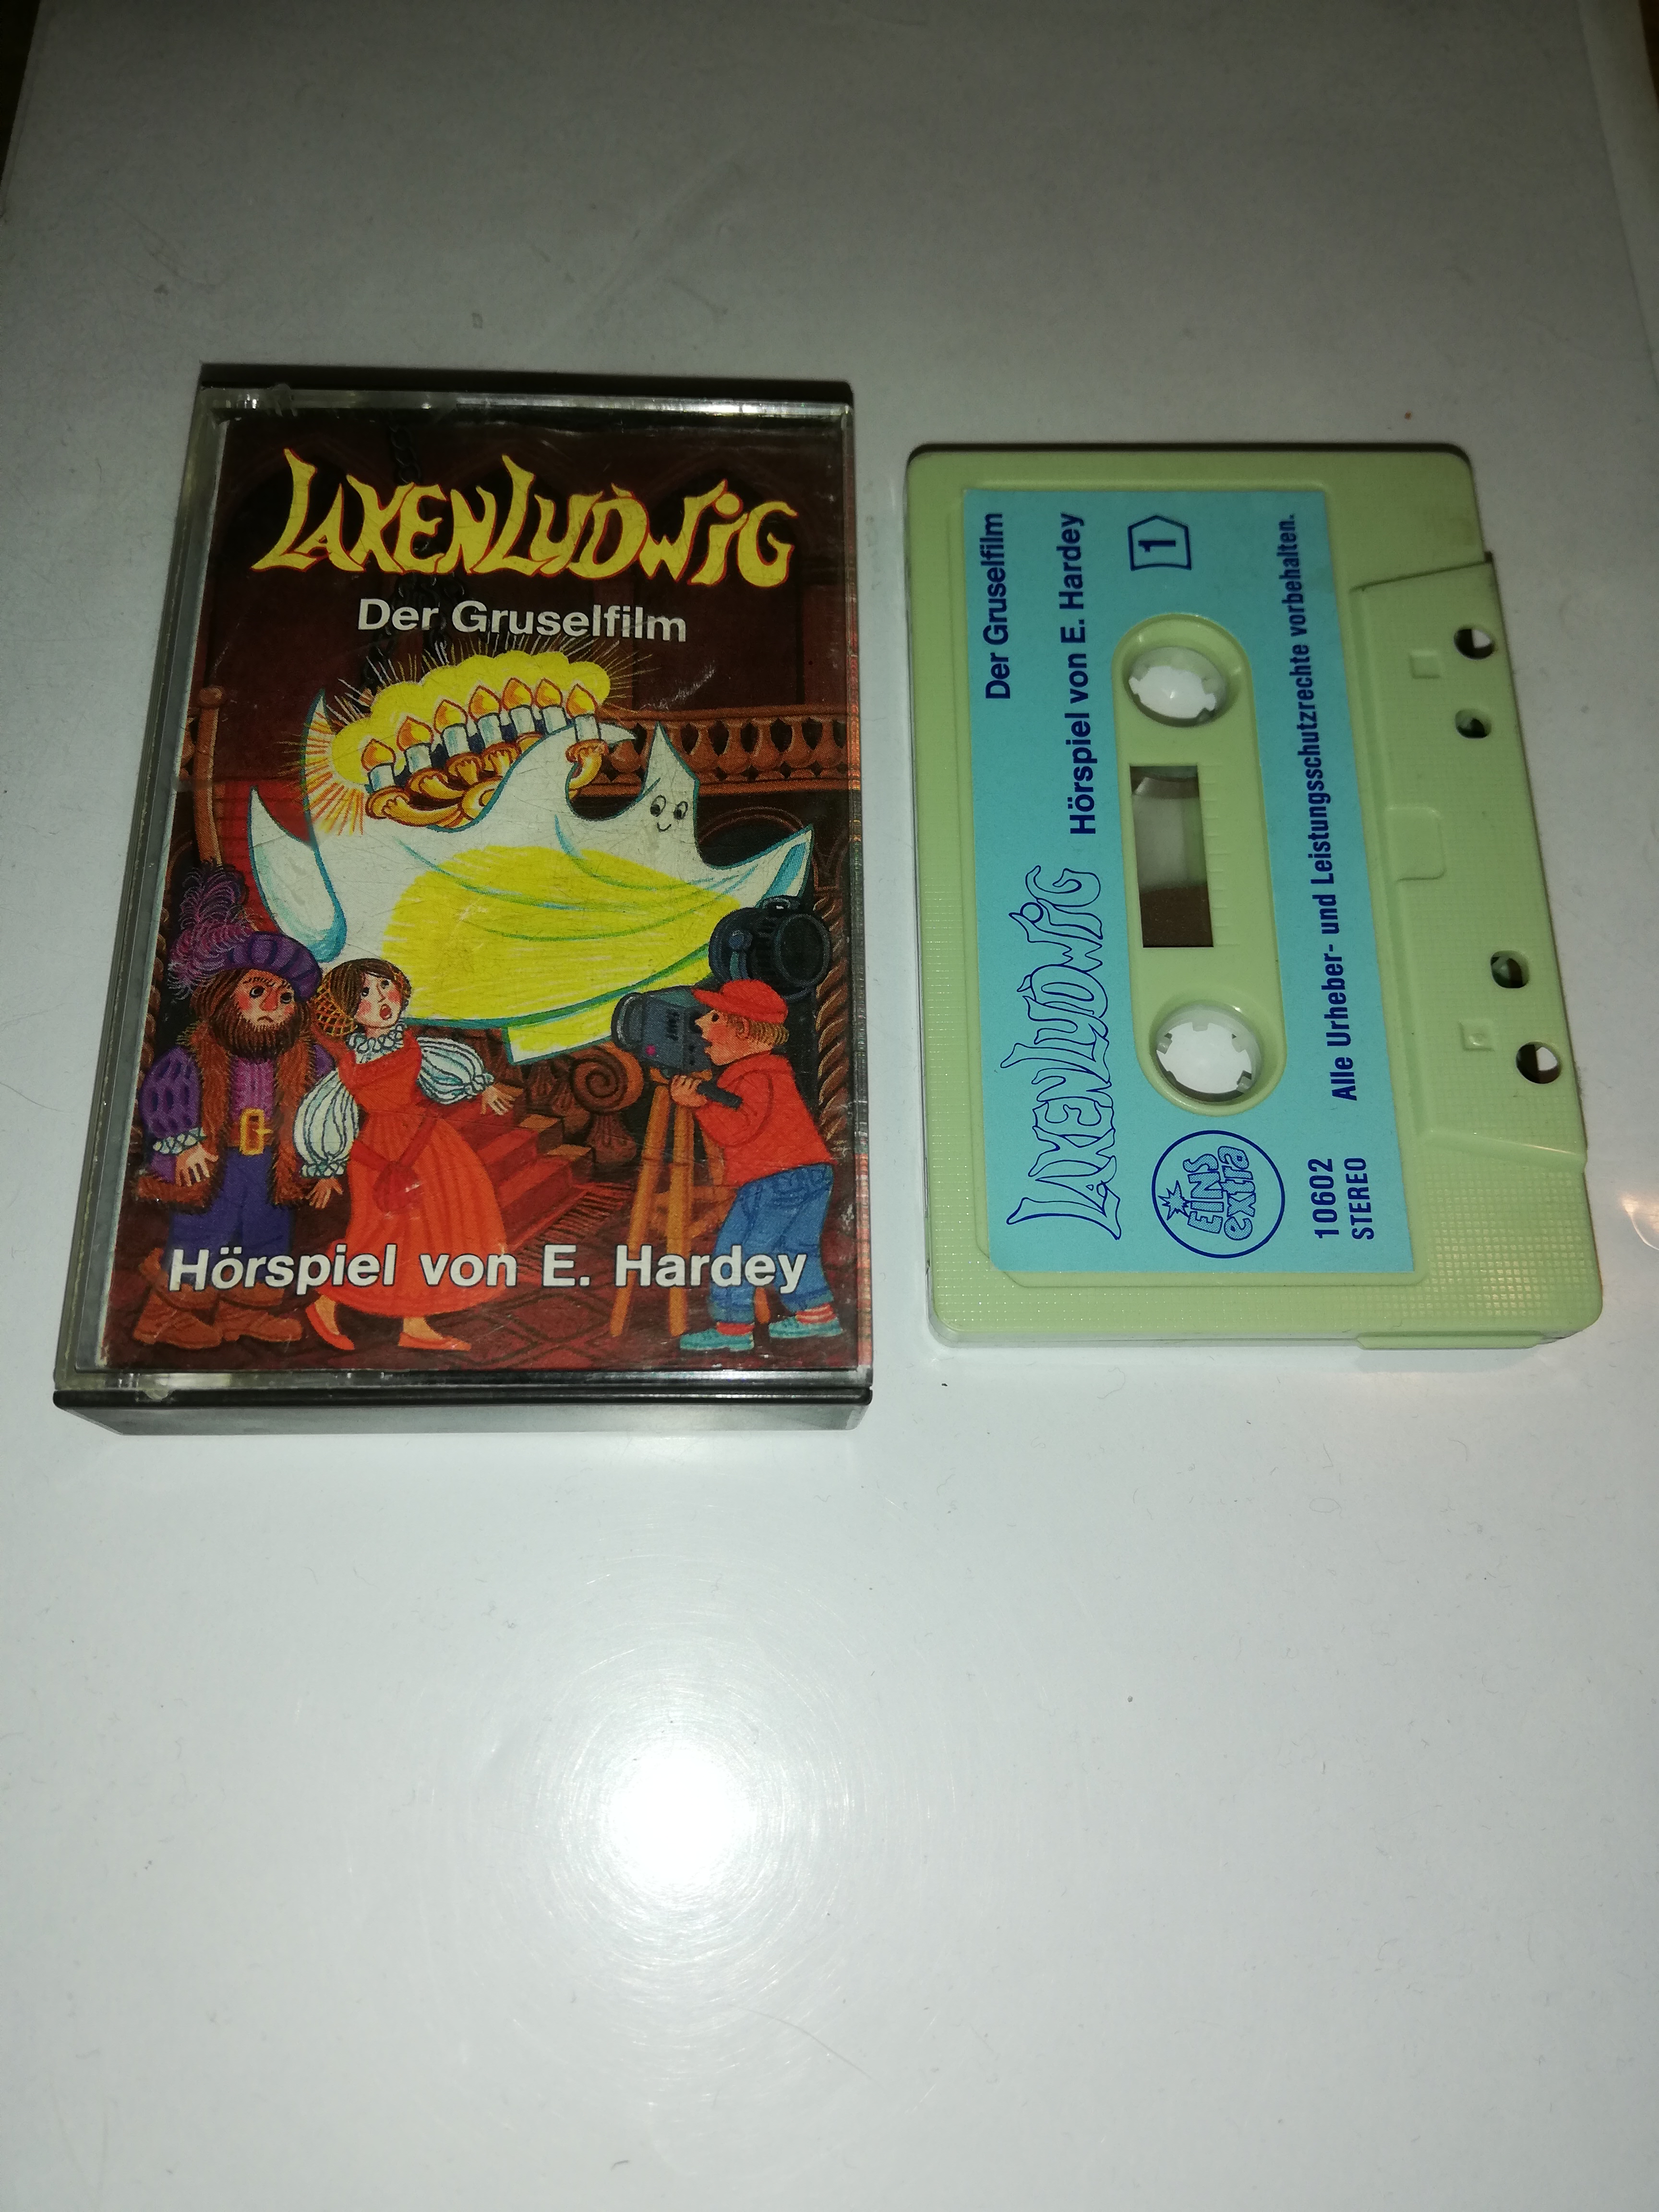 LAXENLUDWIG
Der Gruselfilm
Hörspiel von E. Hardey
Der Gruselfilm
LAXENLUDWIG Hörspiel von E. Hardey
1
EINS
extra
10602
STEREO
Alle Urheber- und Leistungsschutzrechte vorbehalten.